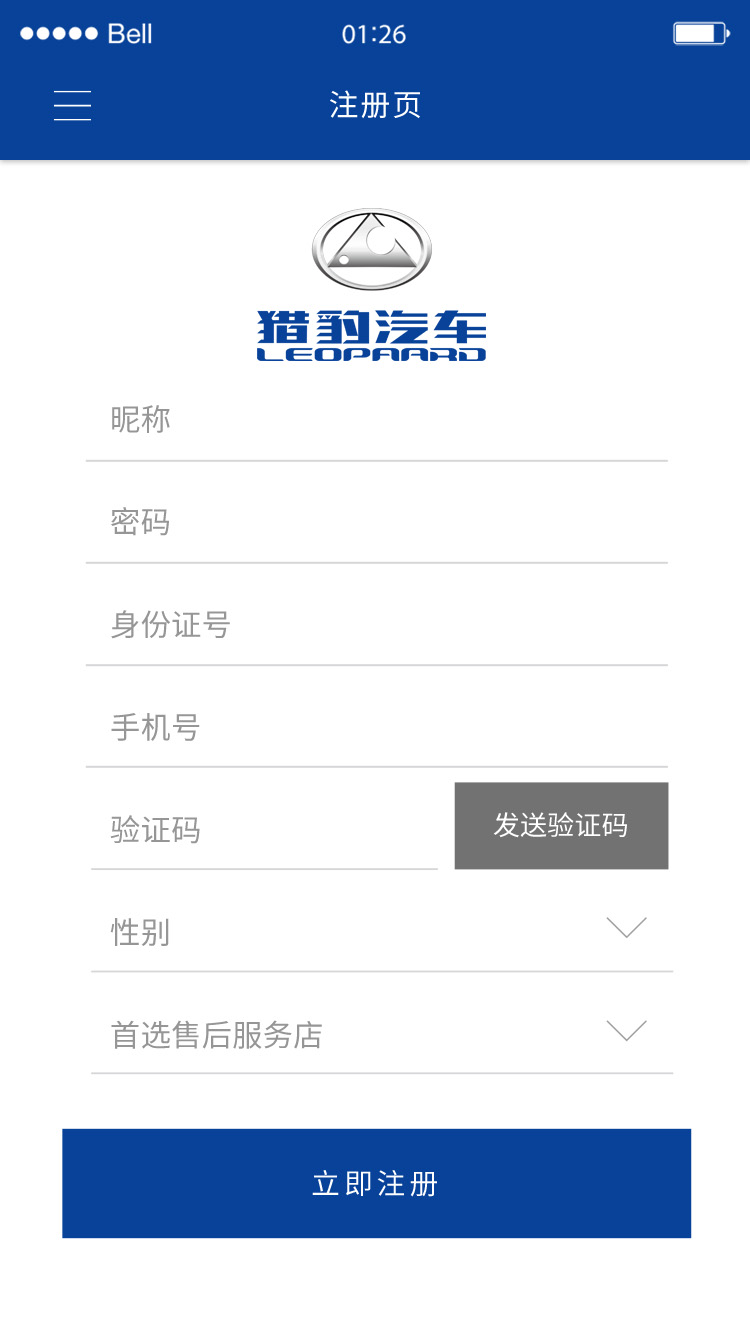 Bell
01:26
注册页
猎豹汽车
LEOPAARD
昵称
密码
身份证号
手机号
验证码
发送验证码
性别
首选售后服务店
立即注册